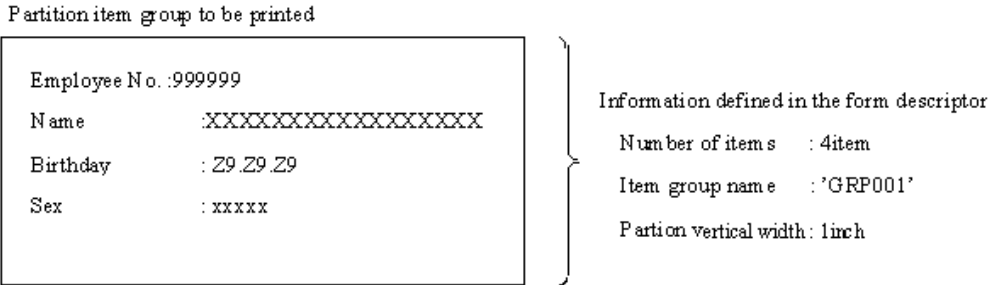 Partition item group to be printed
Employee No. :999999
Name :XXXXXXXXXXXXXXXXX
Birthday : Z9.Z9.Z9
Sex : xxxxx
Information defined in the form descriptor
Number of items : 4item
Item group name : 'GRP001'
Partion vertical width : 1inch